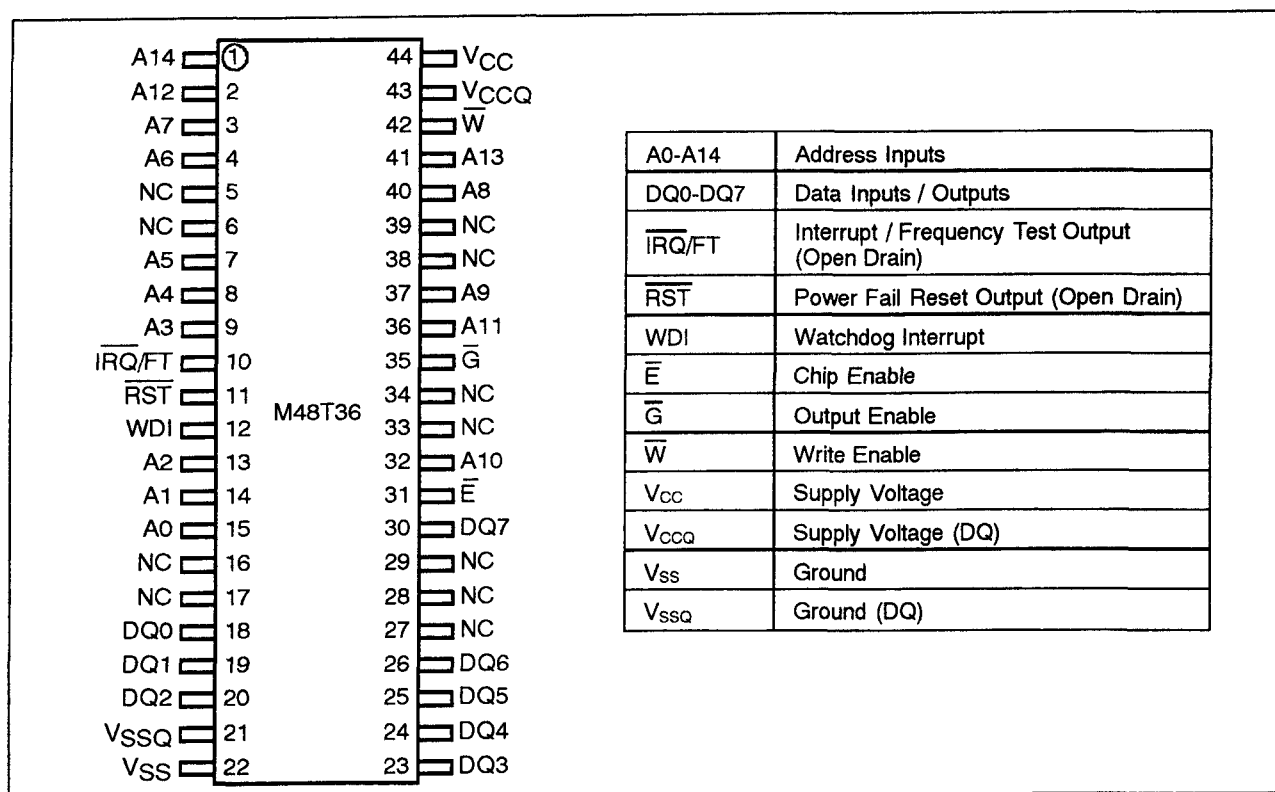 A14 1 44 VCC
A12 2 43 VCCQ
A7 3 42 W̅
A6 4 41 A13
NC 5 40 A8
NC 6 39 NC
A5 7 38 NC
A4 8 37 A9
A3 9 36 A11
I̅R̅Q̅/FT 10 35 G̅
R̅S̅T̅ 11 34 NC
M48T36
WDI 12 33 NC
A2 13 32 A10
A1 14 31 E̅
A0 15 30 DQ7
NC 16 29 NC
NC 17 28 NC
DQ0 18 27 NC
DQ1 19 26 DQ6
DQ2 20 25 DQ5
VSSQ 21 24 DQ4
VSS 22 23 DQ3
A0-A14 Address Inputs
DQ0-DQ7 Data Inputs / Outputs
I̅R̅Q̅/FT Interrupt / Frequency Test Output
(Open Drain)
R̅S̅T̅ Power Fail Reset Output (Open Drain)
WDI Watchdog Interrupt
E̅ Chip Enable
G̅ Output Enable
W̅ Write Enable
VCC Supply Voltage
VCCQ Supply Voltage (DQ)
VSS Ground
VSSQ Ground (DQ)